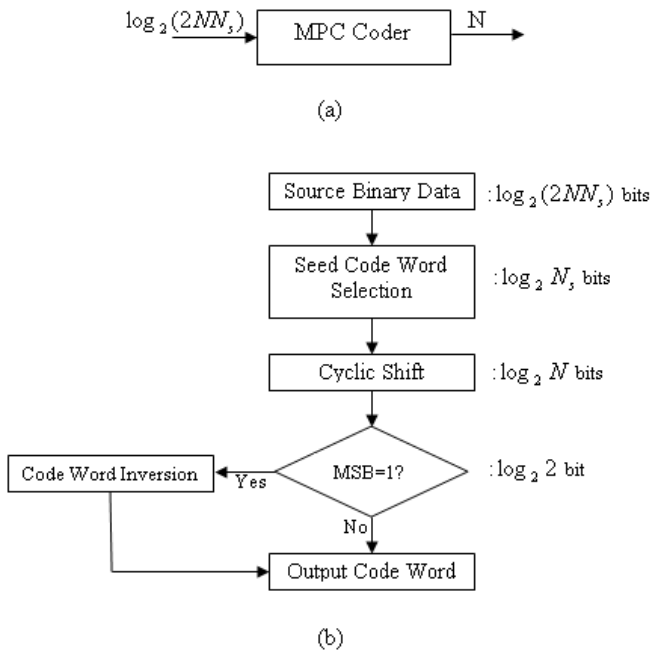 log₂(2NNₛ)
MPC Coder
N
(a)
Source Binary Data
:log₂(2NNₛ) bits
Seed Code Word
Selection
:log₂ Nₛ bits
Cyclic Shift
:log₂ N bits
MSB=1?
:log₂ 2 bit
Code Word Inversion
Yes
No
Output Code Word
(b)